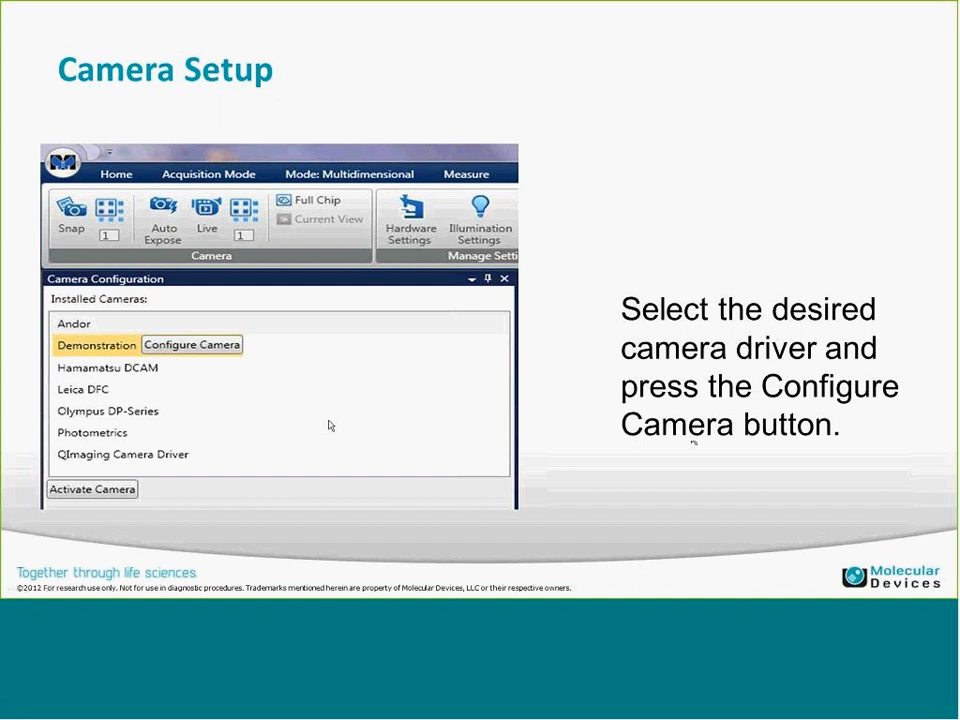 Camera Setup
Home Acquisition Mode Mode: Multidimensional Measure
Snap 1 Auto Expose Live 1 Full Chip Current View Hardware Settings Illumination Settings
Camera Manage Setti
Camera Configuration
Installed Cameras:
Andor
Demonstration Configure Camera
Hamamatsu DCAM
Leica DFC
Olympus DP-Series
Photometrics
QImaging Camera Driver
Activate Camera
Select the desired
camera driver and
press the Configure
Camera button.
Together through life sciences.
©2012 For research use only. Not for use in diagnostic procedures. Trademarks mentioned herein are property of Molecular Devices, LLC or their respective owners.
Molecular
Devices